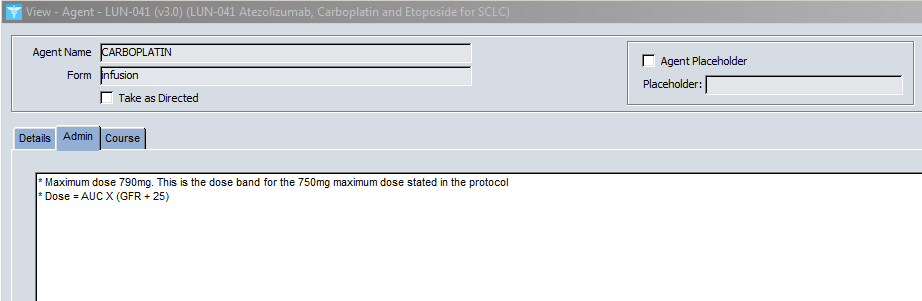 View - Agent - LUN-041 (v3.0) (LUN-041 Atezolizumab, Carboplatin and Etoposide for SCLC)
Agent Name CARBOPLATIN
Form infusion
Take as Directed
Agent Placeholder
Placeholder:
Details Admin Course
* Maximum dose 790mg. This is the dose band for the 750mg maximum dose stated in the protocol
* Dose = AUC X (GFR + 25)